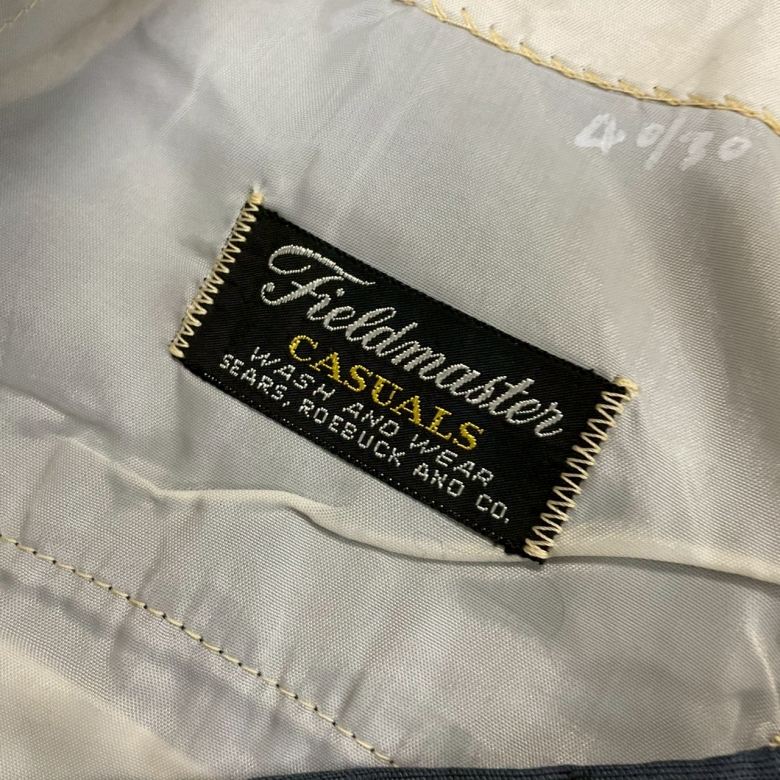 40/30
Fieldmaster
CASUALS
WASH AND WEAR
SEARS, ROEBUCK AND CO.